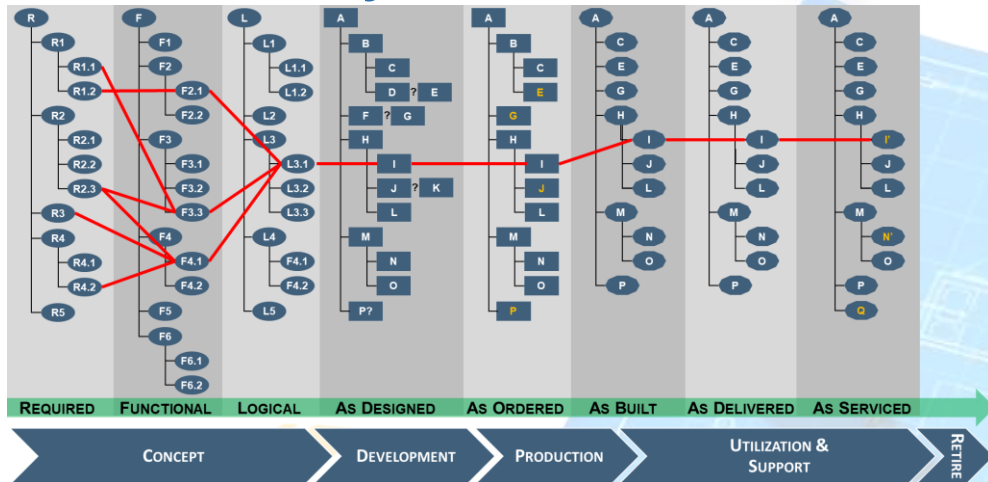 R
R1
R1.1
R1.2
R2
R2.1
R2.2
R2.3
R3
R4
R4.1
R4.2
R5
F
F1
F2
F2.1
F2.2
F3
F3.1
F3.2
F3.3
F4
F4.1
F4.2
F5
F6
F6.1
F6.2
L
L1
L1.1
L1.2
L2
L3
L3.1
L3.2
L3.3
L4
F4.1
F4.2
L5
A
B
C
D ? E
F ? G
H
I
J ? K
L
M
N
O
P?
A
B
C
E
G
H
I
J
L
M
N
O
P
A
C
E
G
H
I
J
L
M
N
O
P
A
C
E
G
H
I
J
L
M
N
O
P
A
C
E
G
H
I'
J
L
M
N'
O
P
Q
REQUIRED FUNCTIONAL LOGICAL AS DESIGNED AS ORDERED AS BUILT AS DELIVERED AS SERVICED
CONCEPT
DEVELOPMENT
PRODUCTION
UTILIZATION &
SUPPORT
RETIRE